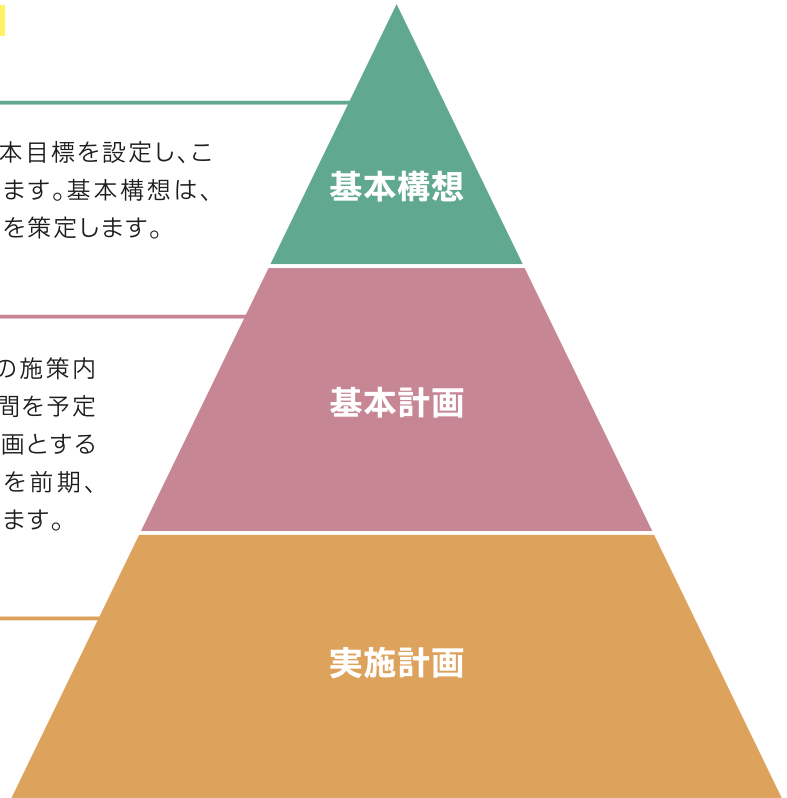 本目標を設定し、こ
ます。基本構想は、
を策定します。
基本構想
の施策内
間を予定
画とする
を前期、
ます。
基本計画
実施計画